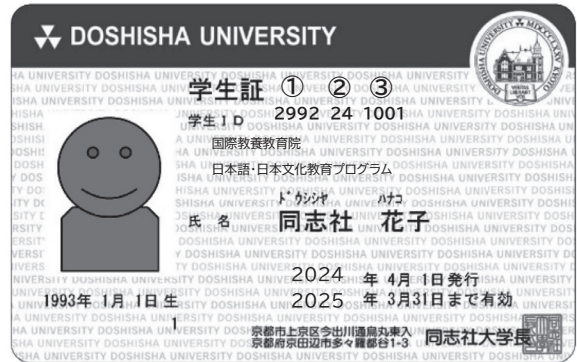 DOSHISHA UNIVERSITY
学生証 ① ② ③
学生ID 2992 24 1001
国際教養教育院
日本語・日本文化教育プログラム
ドウシシヤ ハナコ
氏 名 同志社 花子
2024 年 4月 1日発行
1993年 1月 1日 生 2025 年 3月31日まで有効
1
京都市上京区今出川通烏丸東入
京都府京田辺市多々羅都谷1-3
同志社大学長